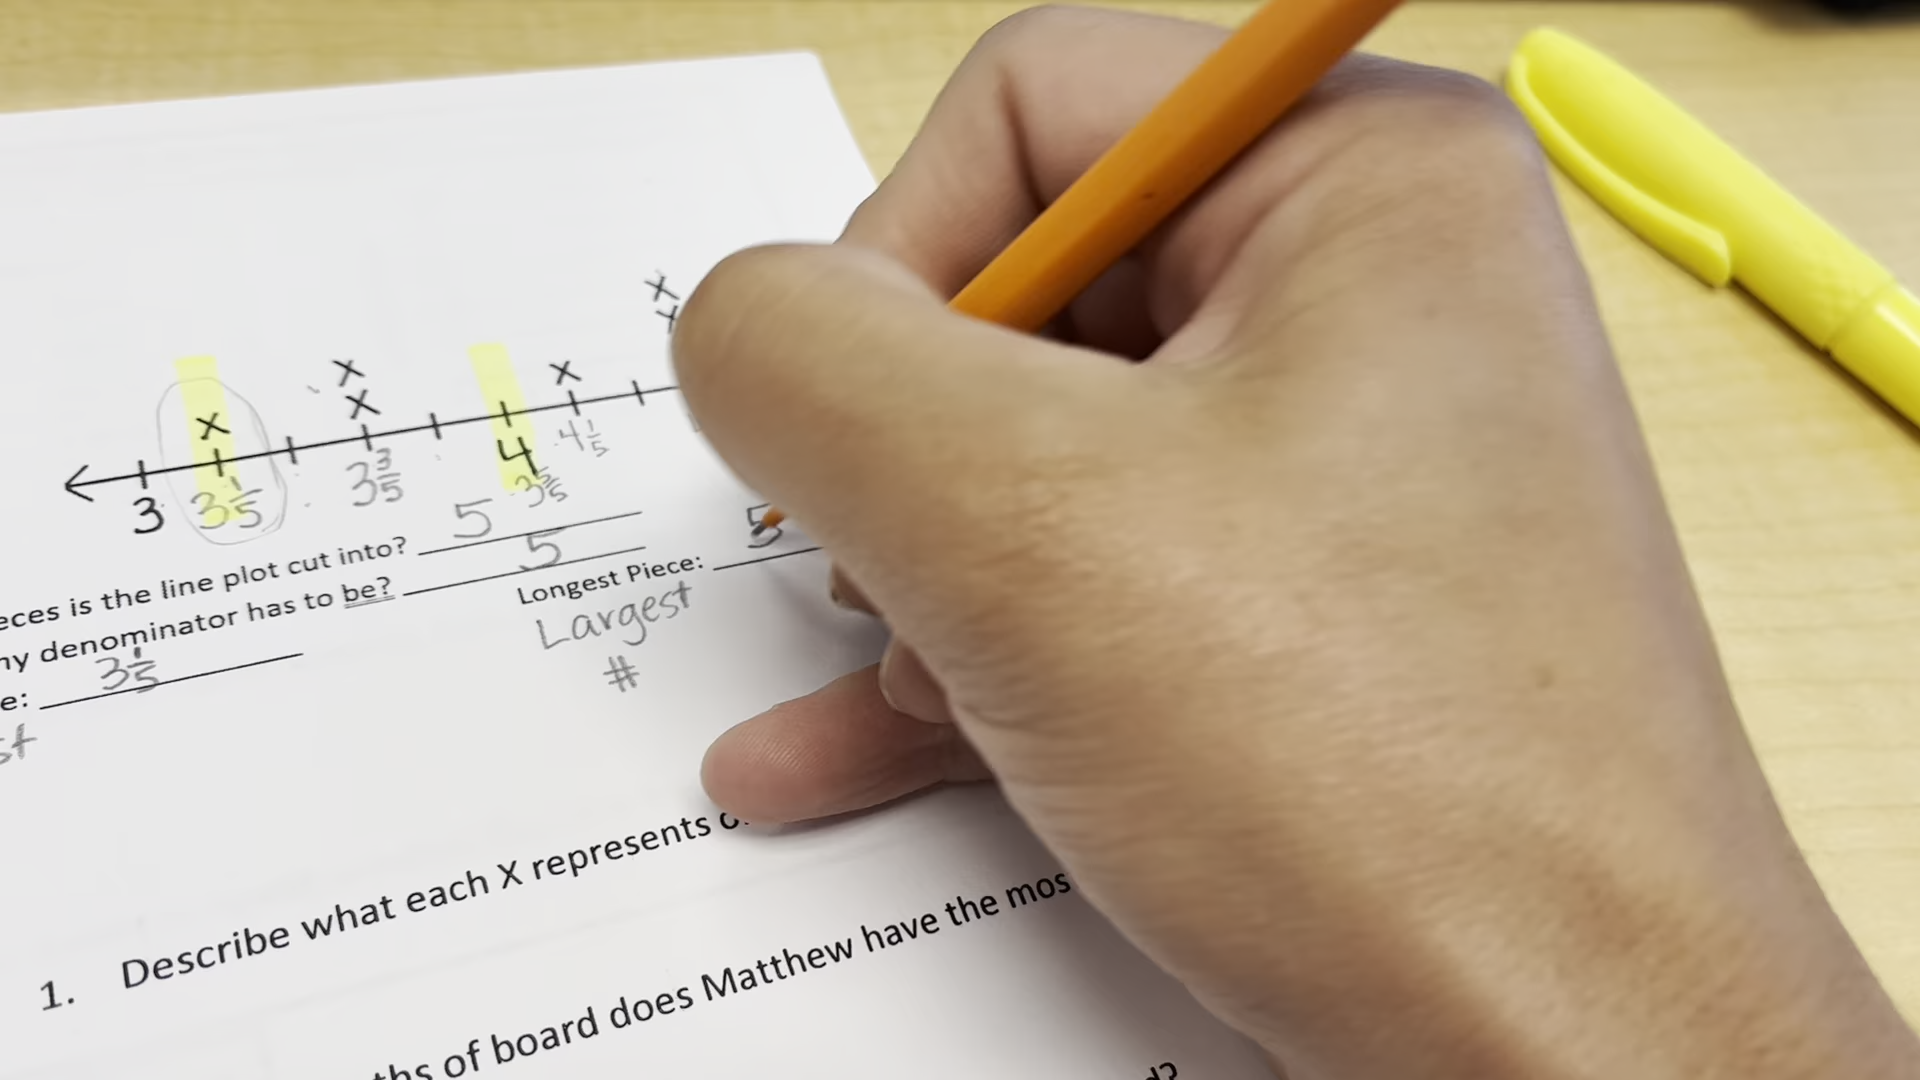 X
X
X X
X X
3 3 1/5 3 3/5 4 4 1/5
3 5/5
eces is the line plot cut into? 5
ny denominator has to be? 5
e: 3 1/5 Longest Piece: 5
st Largest
#
1. Describe what each X represents
ths of board does Matthew have the mos
d?